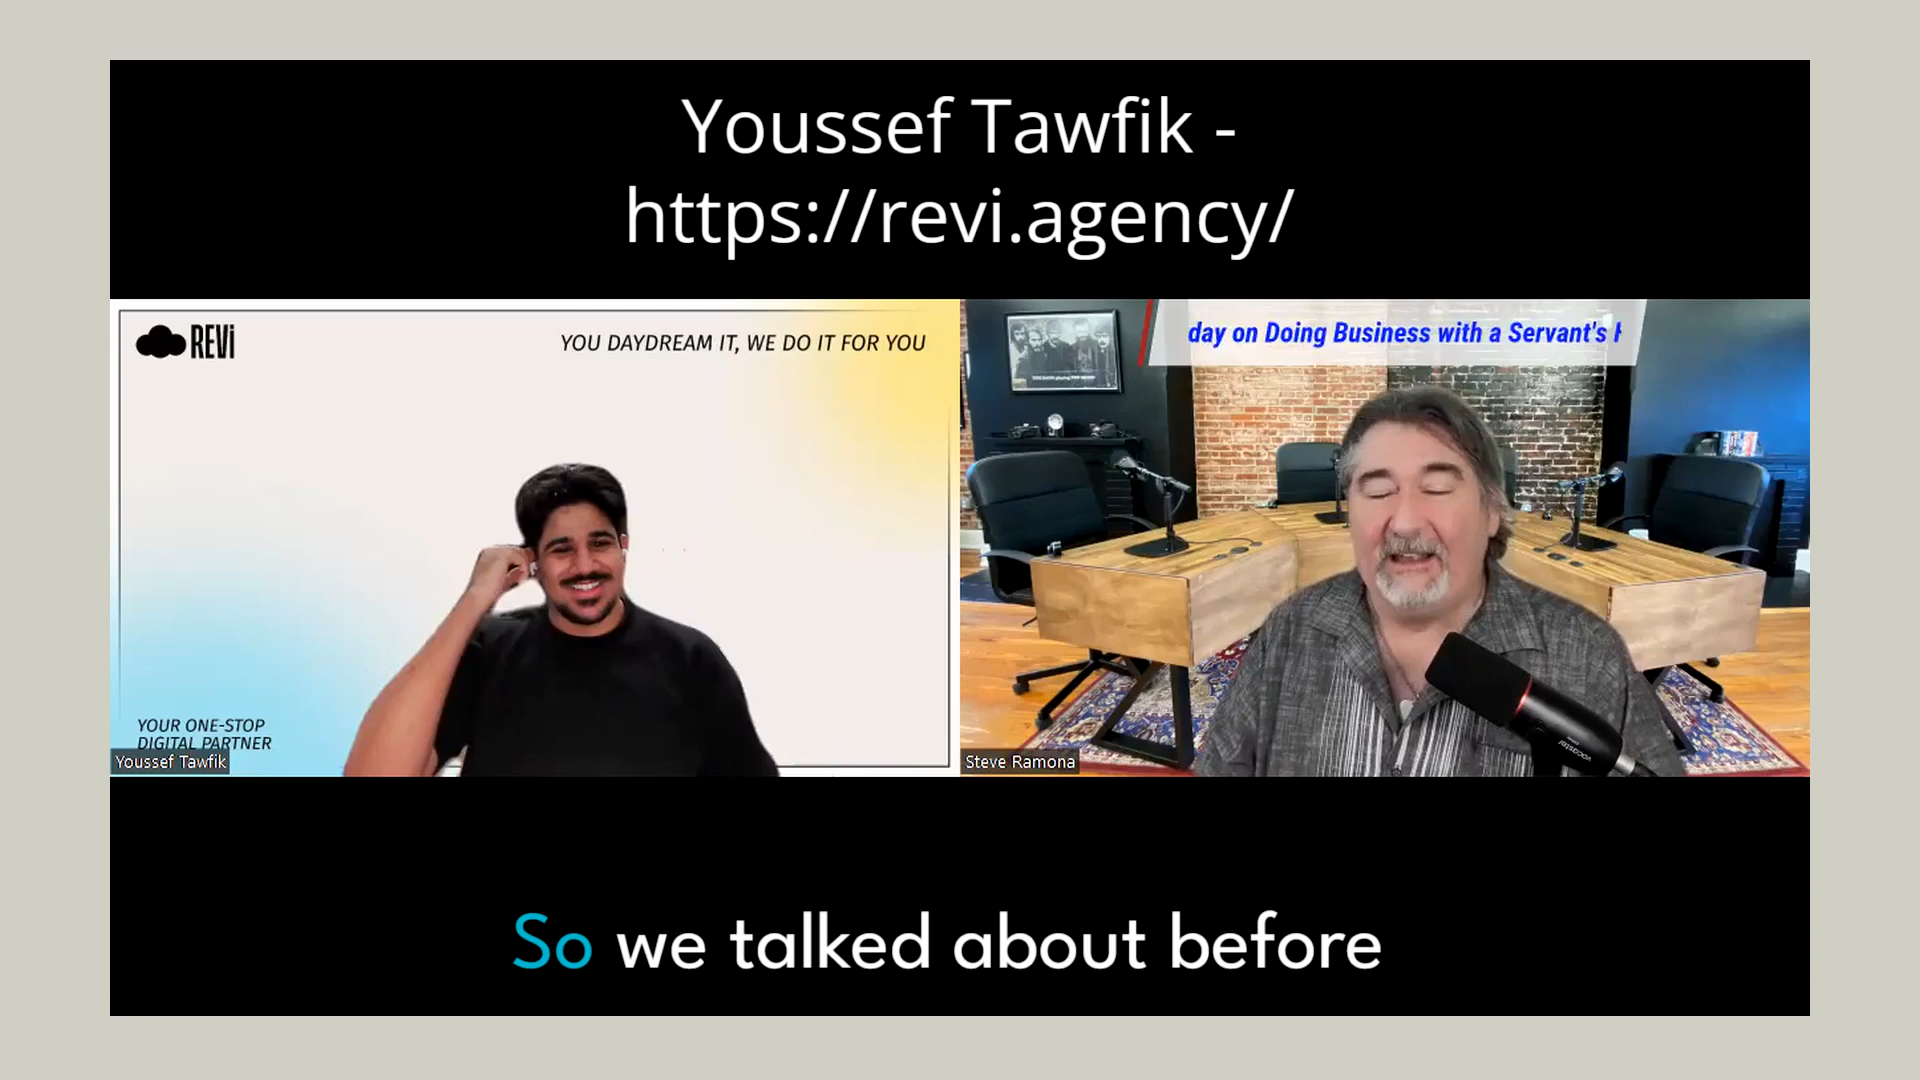 Youssef Tawfik -
https://revi.agency/
REVi
YOU DAYDREAM IT, WE DO IT FOR YOU
day on Doing Business with a Servant's
YOUR ONE-STOP
DIGITAL PARTNER
Youssef Tawfik
Steve Ramona
vocaster
So we talked about before